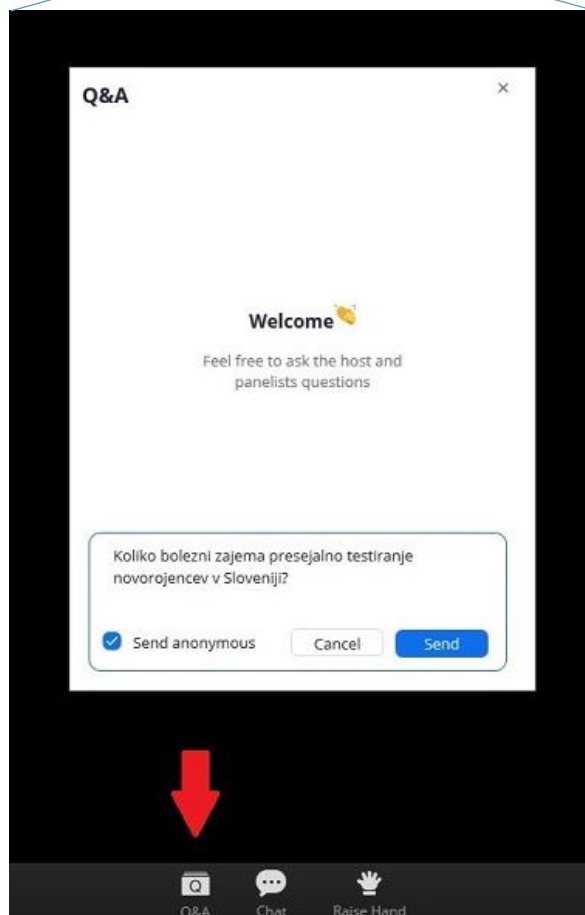 Q&A
×
Welcome
Feel free to ask the host and
panelists questions
Koliko bolezni zajema presejalno testiranje
novorojencev v Sloveniji?
Send anonymous
Cancel
Send
Q
Q&A
Chat
Raise Hand